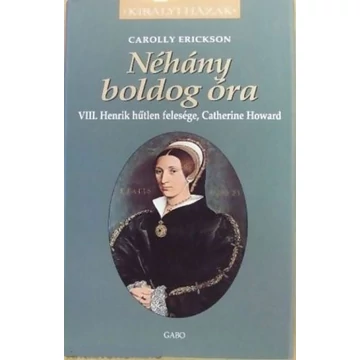 KIRÁLYI HÁZAK
CAROLLY ERICKSON
Néhány
boldog óra
VIII. Henrik hűtlen felesége, Catherine Howard
GABO